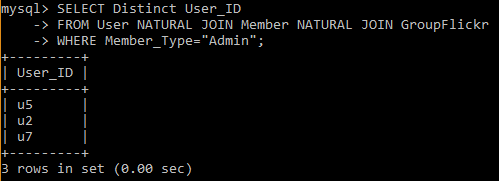 mysql> SELECT Distinct User_ID
    -> FROM User NATURAL JOIN Member NATURAL JOIN GroupFlickr
    -> WHERE Member_Type="Admin";
+---------+
| User_ID |
+---------+
| u5      |
| u2      |
| u7      |
+---------+
3 rows in set (0.00 sec)